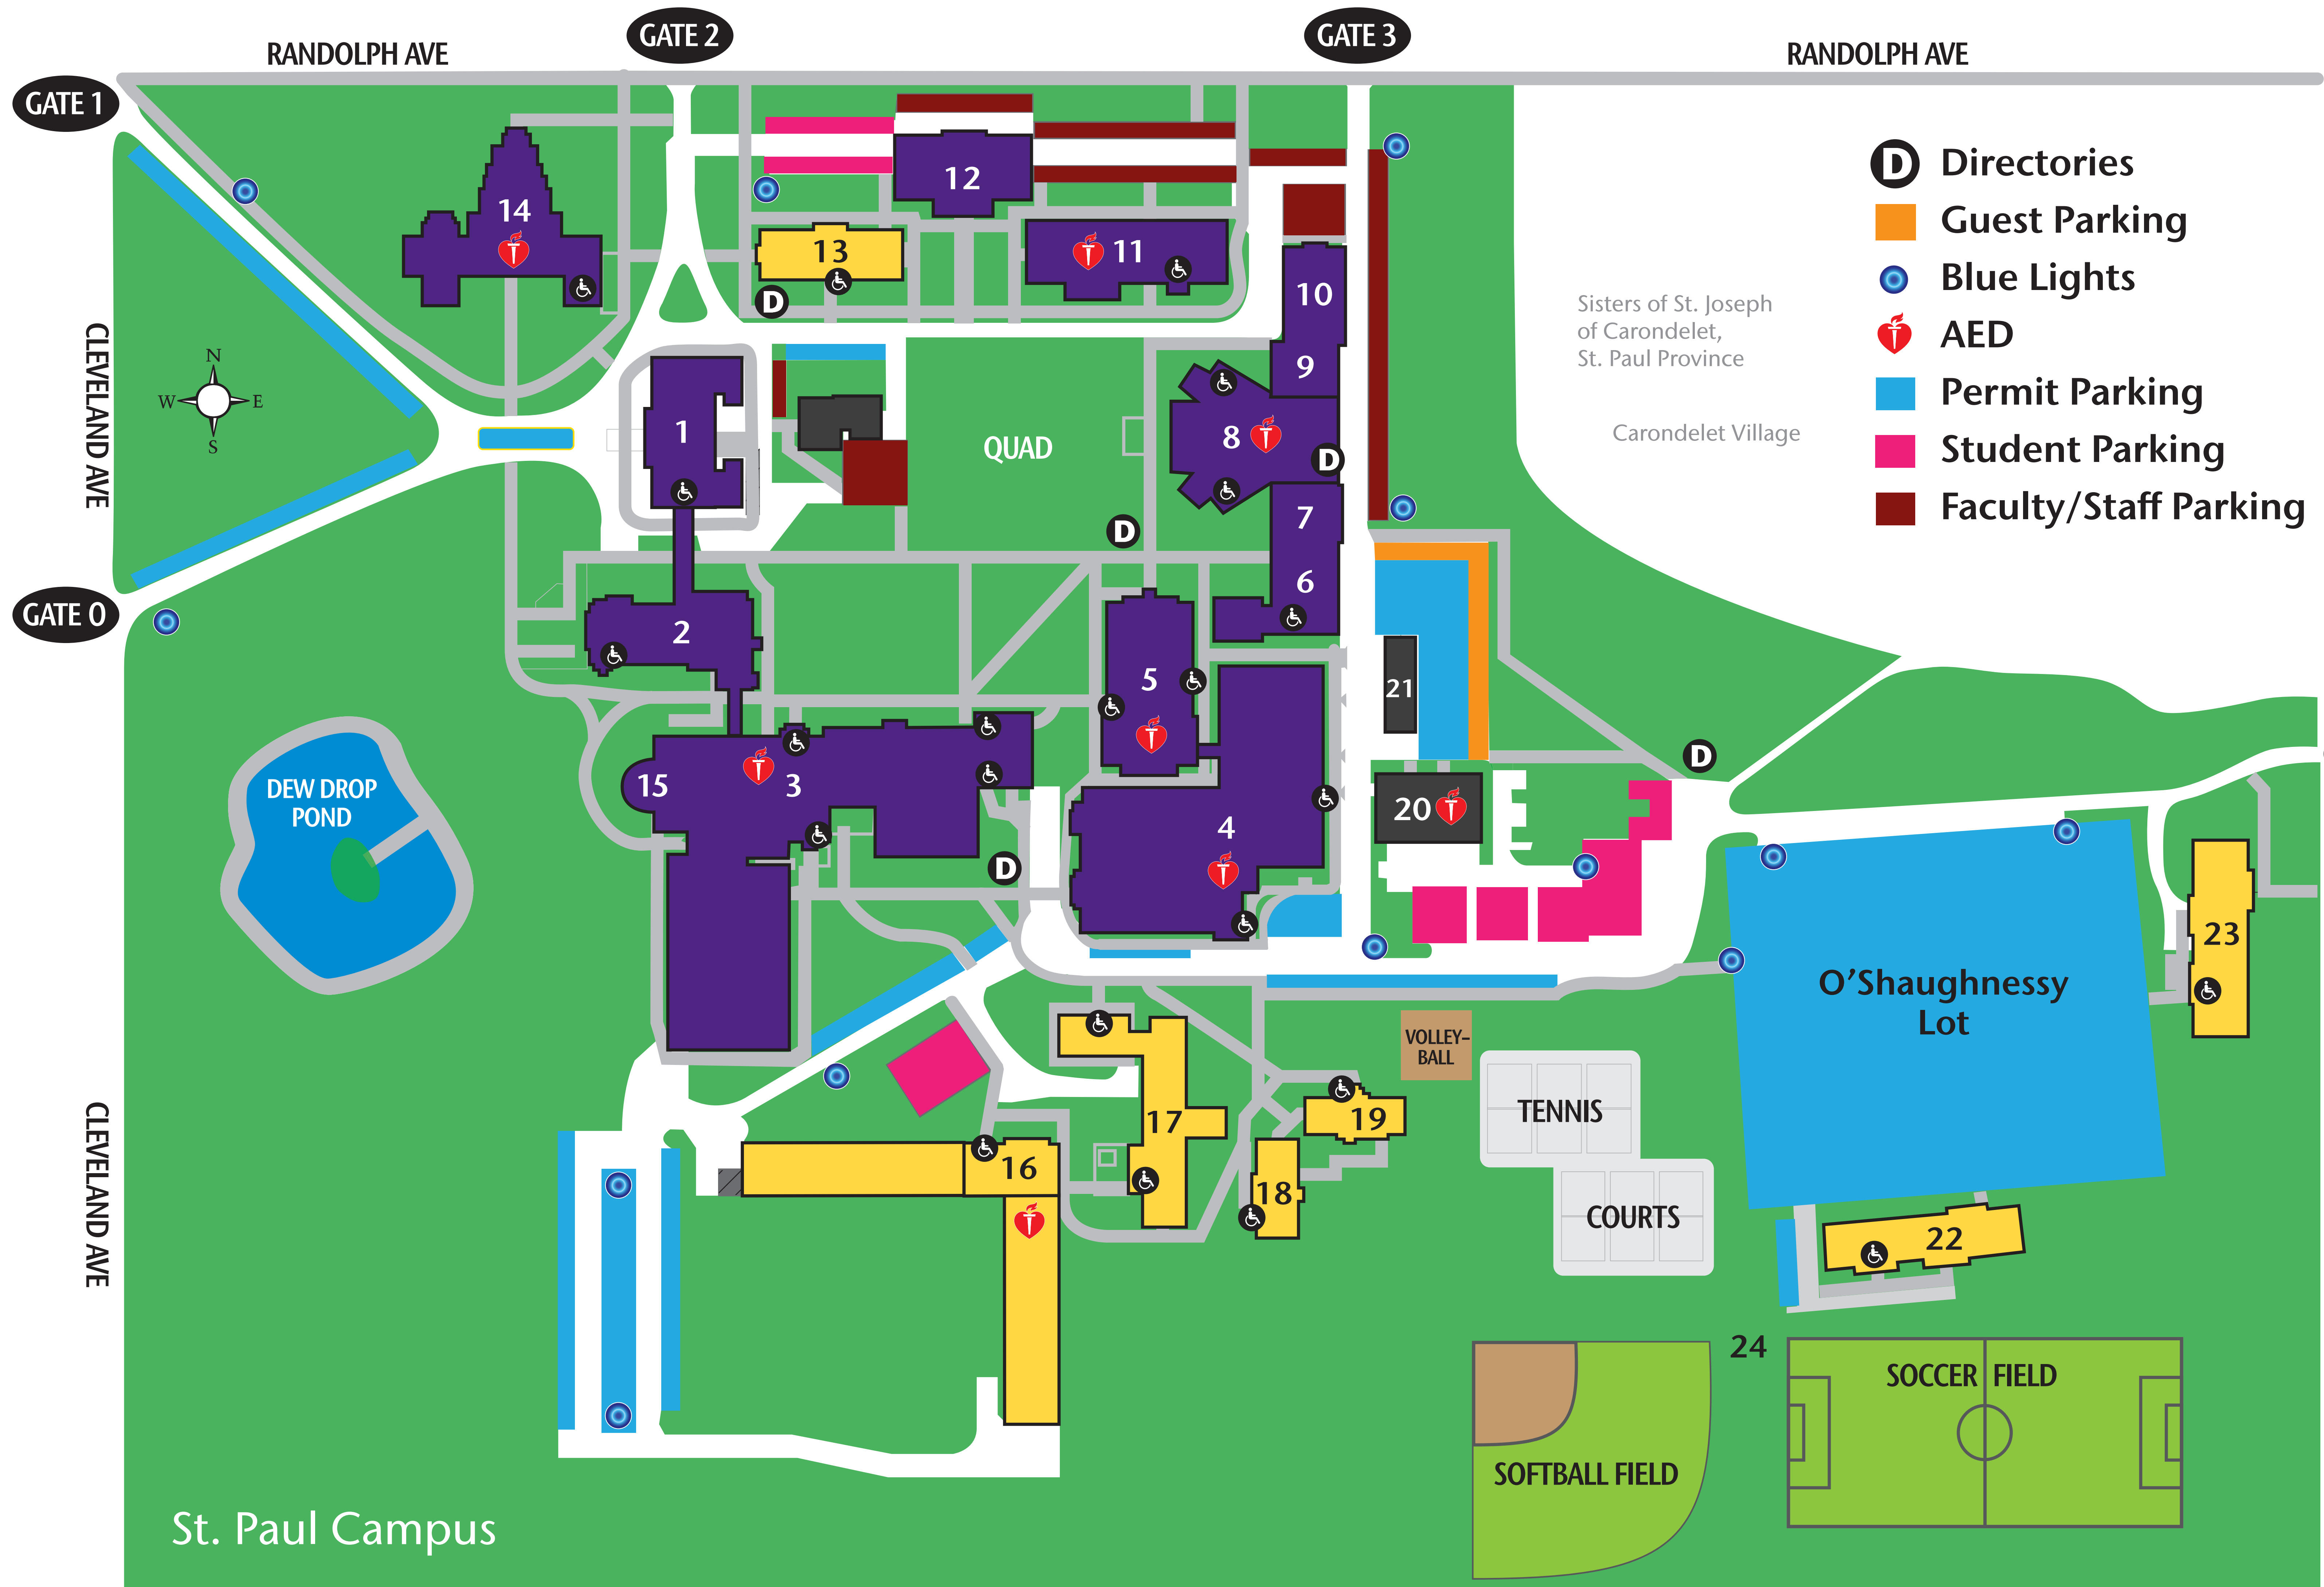 GATE 2
GATE 3
RANDOLPH AVE
RANDOLPH AVE
GATE 1
D Directories
Guest Parking
Blue Lights
AED
Permit Parking
Student Parking
Faculty/Staff Parking
12
14
13
11
D
10
Sisters of St. Joseph
of Carondelet,
St. Paul Province
CLEVELAND AVE
N
W E
S
9
1
QUAD
8
D
Carondelet Village
7
D
6
GATE 0
2
5
21
D
DEW DROP
POND
15
3
20
4
D
23
O'Shaughnessy
Lot
VOLLEY-
BALL
TENNIS
17
19
16
18
COURTS
22
CLEVELAND AVE
24
SOCCER FIELD
SOFTBALL FIELD
St. Paul Campus